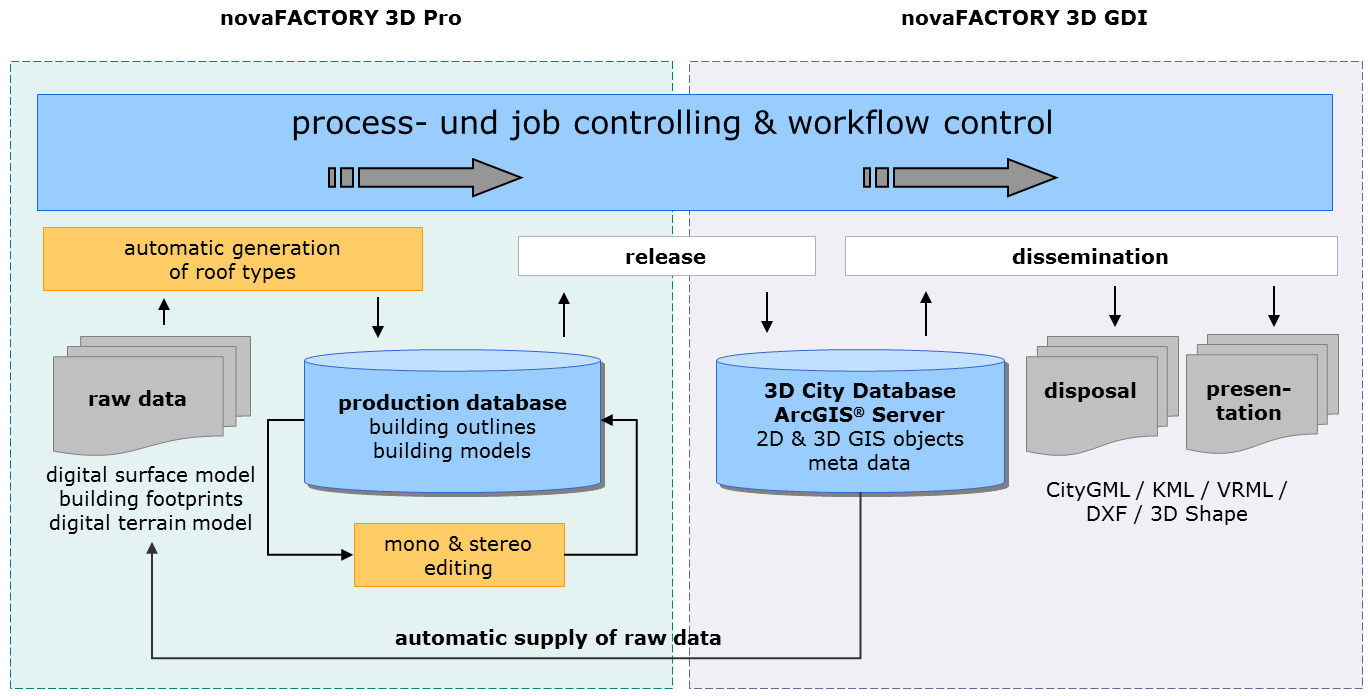 novaFACTORY 3D Pro
novaFACTORY 3D GDI
process- und job controlling & workflow control
automatic generation
of roof types
release
dissemination
raw data
digital surface model
building footprints
digital terrain model
production database
building outlines
building models
mono & stereo
editing
3D City Database
ArcGIS® Server
2D & 3D GIS objects
meta data
disposal
presen-
tation
CityGML / KML / VRML /
DXF / 3D Shape
automatic supply of raw data